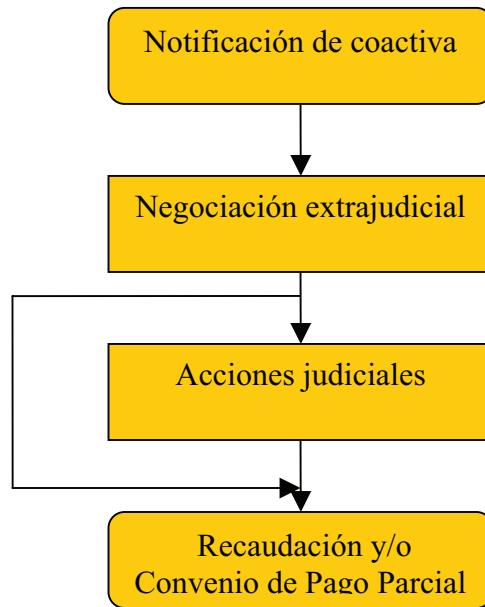 Notificación de coactiva
Negociación extrajudicial
Acciones judiciales
Recaudación y/o
Convenio de Pago Parcial